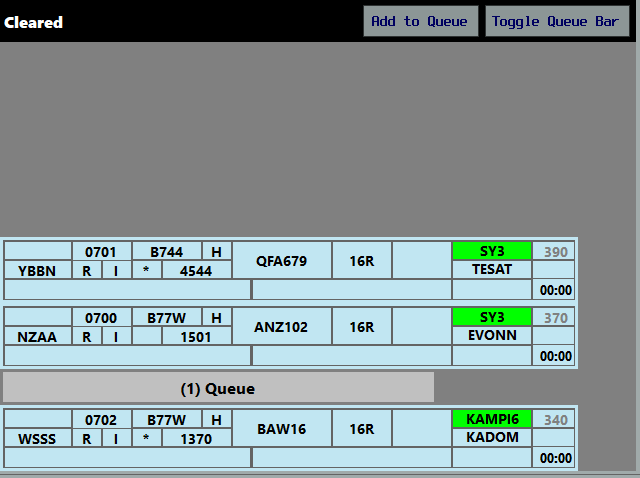 Cleared Add to Queue Toggle Queue Bar
0701 B744 H QFA679 16R SY3 390
YBBN R I * 4544 TESAT
00:00
0700 B77W H ANZ102 16R SY3 370
NZAA R I 1501 EVONN
00:00
(1) Queue
0702 B77W H BAW16 16R KAMPI6 340
WSSS R I * 1370 KADOM
00:00